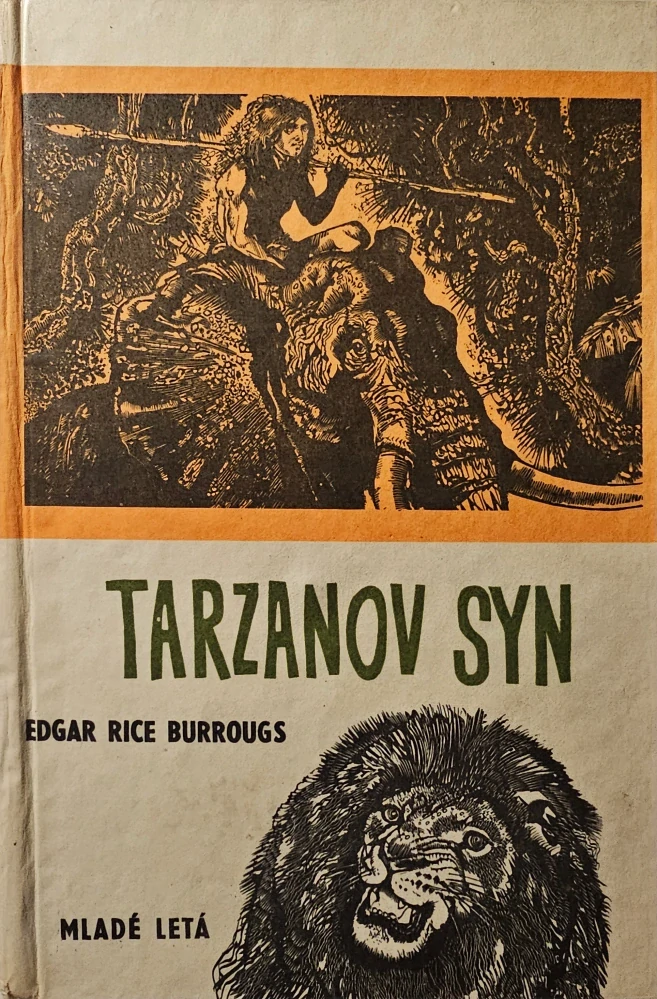 TARZANOV SYN
EDGAR RICE BURROUGS
MLADÉ LETÁ